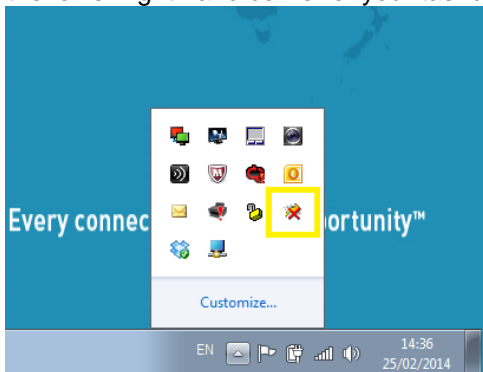 Every connec
ortunity™
Customize...
EN
14:36
25/02/2014